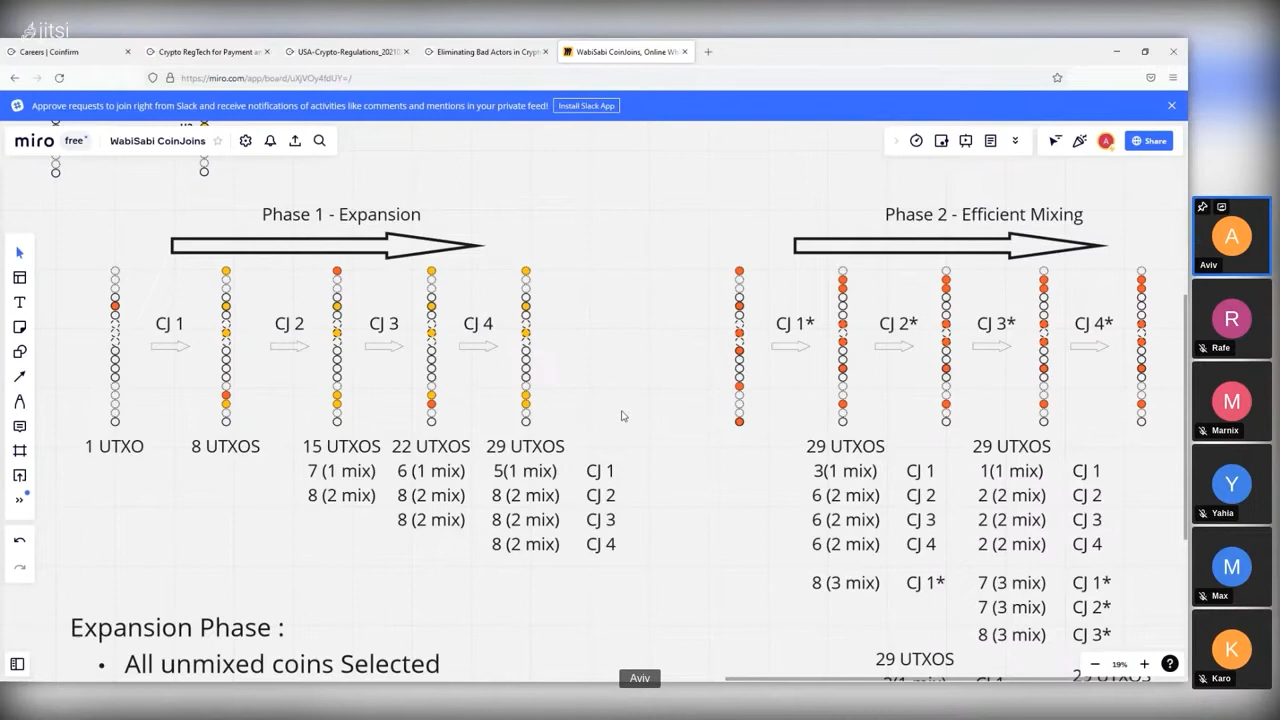 jitsi
Careers | Coinfirm
Crypto RegTech for Payment a
USA-Crypto-Regulations_2021
Eliminating Bad Actors in Cryp
WabiSabi CoinJoins, Online Wh
https://miro.com/app/board/uXjVOy4fdUY=/
Approve requests to join right from Slack and receive notifications of activities like comments and mentions in your private feed! Install Slack App
miro free WabiSabi CoinJoins
A Share
Phase 1 - Expansion
Phase 2 - Efficient Mixing
CJ 1 CJ 2 CJ 3 CJ 4
CJ 1* CJ 2* CJ 3* CJ 4*
1 UTXO 8 UTXOS 15 UTXOS 22 UTXOS 29 UTXOS
7 (1 mix) 6 (1 mix) 5(1 mix) CJ 1
8 (2 mix) 8 (2 mix) 8 (2 mix) CJ 2
8 (2 mix) 8 (2 mix) CJ 3
8 (2 mix) CJ 4
29 UTXOS 29 UTXOS
3(1 mix) CJ 1 1(1 mix) CJ 1
6 (2 mix) CJ 2 2 (2 mix) CJ 2
6 (2 mix) CJ 3 2 (2 mix) CJ 3
6 (2 mix) CJ 4 2 (2 mix) CJ 4
8 (3 mix) CJ 1* 7 (3 mix) CJ 1*
7 (3 mix) CJ 2*
8 (3 mix) CJ 3*
29 UTXOS
Expansion Phase :
• All unmixed coins Selected
19%
Aviv
A
Aviv
R
Rafe
M
Marnix
Y
Yahia
M
Max
K
Karo